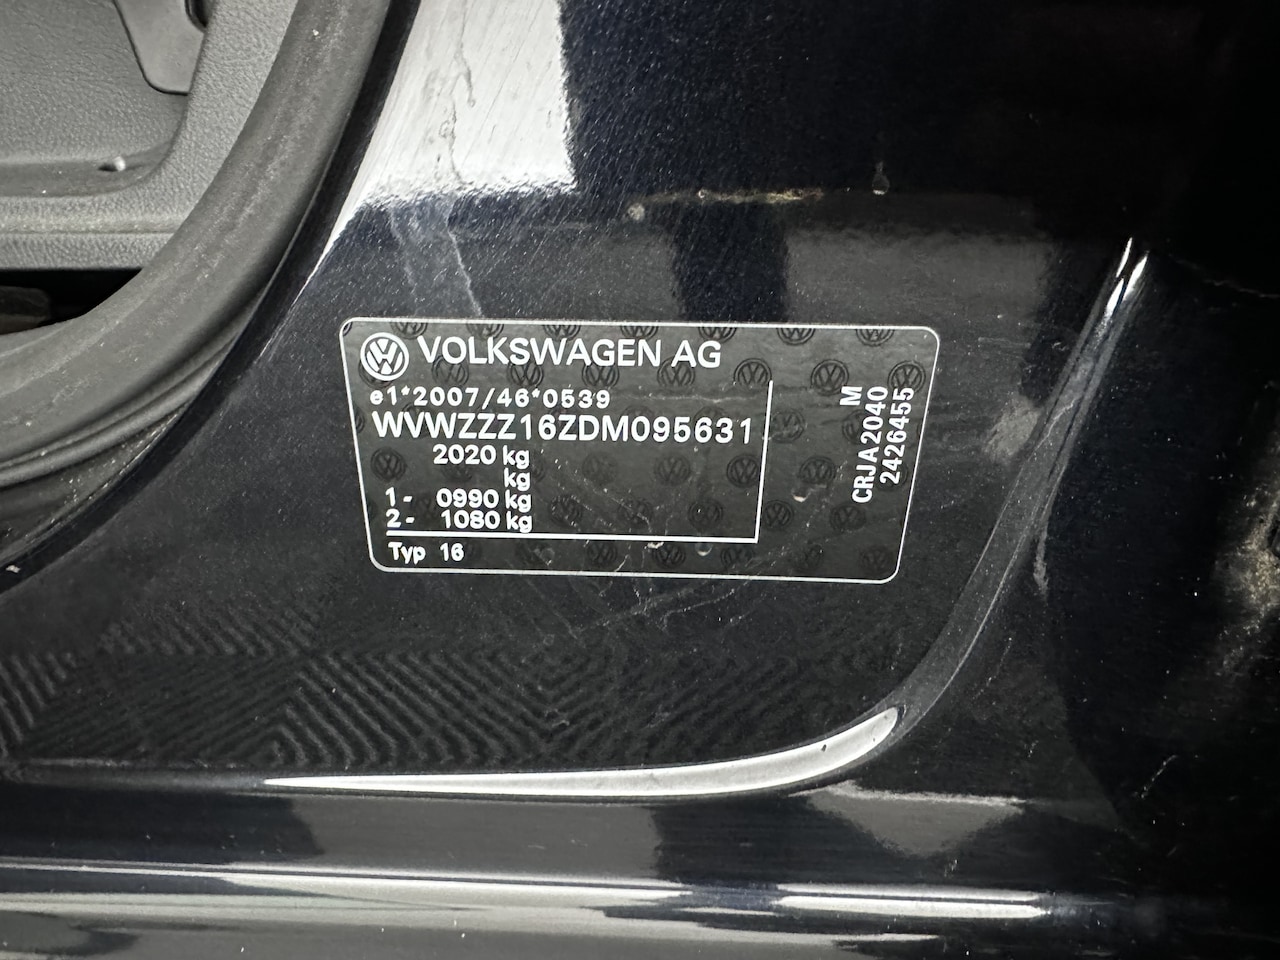 VOLKSWAGEN AG
e1*2007/46*0539
WVWZZZ16ZDM095631
2020 kg
kg
1- 0990 kg
2- 1080 kg
Typ 16
M
CRJA2040
2426455